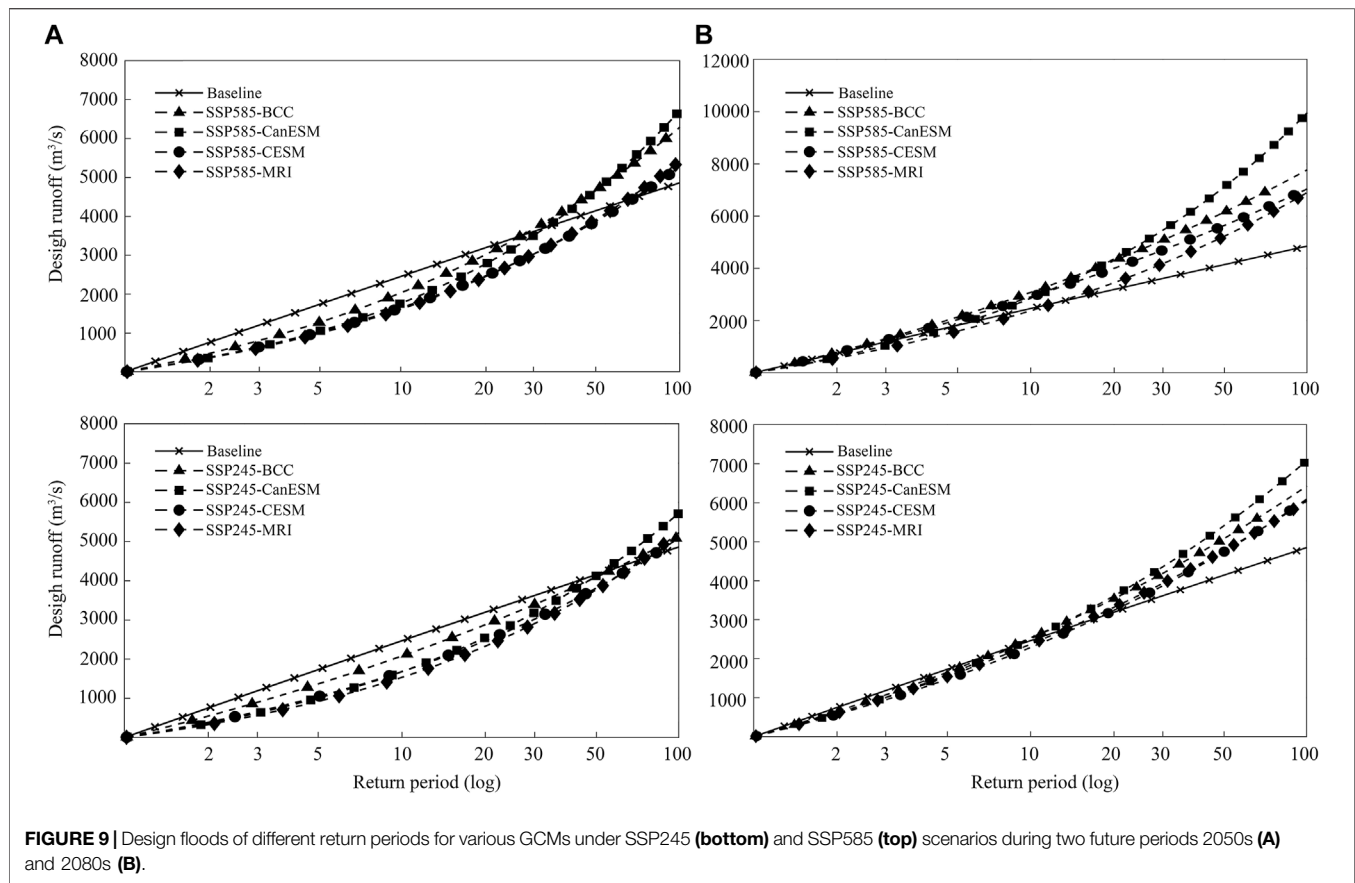 A
8000
7000
6000
5000
4000
3000
2000
1000
Desigh runoff (m³/s)
Baseline
SSP585-BCC
SSP585-CanESM
SSP585-CESM
SSP585-MRI
2 3 5 10 20 30 50 100
B
12000
10000
8000
6000
4000
2000
0
Baseline
SSP585-BCC
SSP585-CanESM
SSP585-CESM
SSP585-MRI
2 3 5 10 20 30 50 100
8000
7000
6000
5000
4000
3000
2000
1000
Desigh runoff (m³/s)
Baseline
SSP245-BCC
SSP245-CanESM
SSP245-CESM
SSP245-MRI
2 3 5 10 20 30 50 100
Return period (log)
8000
7000
6000
5000
4000
3000
2000
1000
0
Baseline
SSP245-BCC
SSP245-CanESM
SSP245-CESM
SSP245-MRI
2 3 5 10 20 30 50 100
Return period (log)
FIGURE 9 | Design floods of different return periods for various GCMs under SSP245 (bottom) and SSP585 (top) scenarios during two future periods 2050s (A)
and 2080s (B).